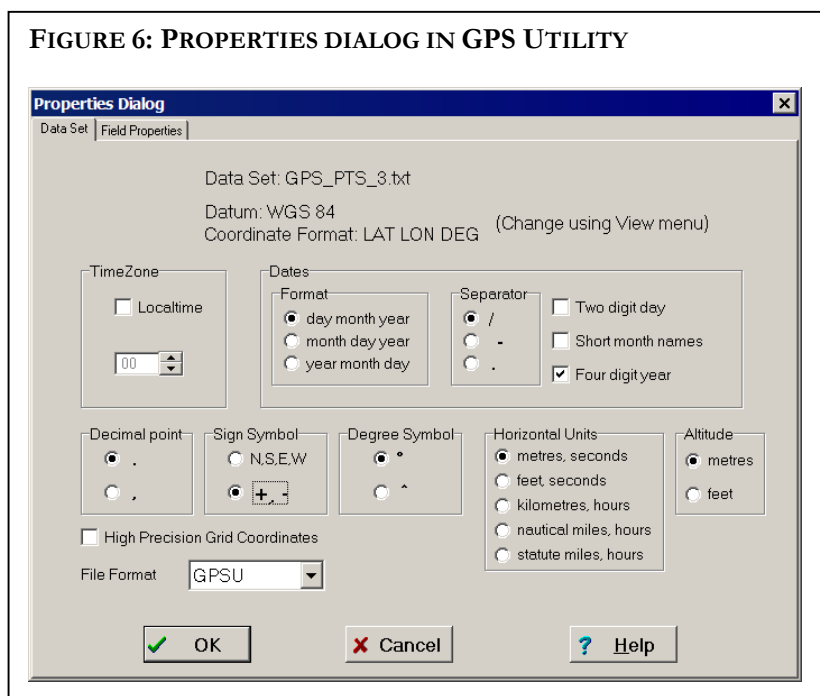 FIGURE 6: PROPERTIES DIALOG IN GPS UTILITY
Properties Dialog
Data Set
Field Properties
Data Set: GPS_PTS_3.txt
Datum: WGS 84
Coordinate Format: LAT LON DEG
(Change using View menu)
TimeZone
Localtime
00
Dates
Format
day month year
month day year
year month day
Separator
/
-
.
Two digit day
Short month names
Four digit year
Decimal point
.
,
Sign Symbol
N,S,E,W
+, -
Degree Symbol
°
^
Horizontal Units
metres, seconds
feet, seconds
kilometres, hours
nautical miles, hours
statute miles, hours
Altitude
metres
feet
High Precision Grid Coordinates
File Format
GPSU
OK
Cancel
? Help